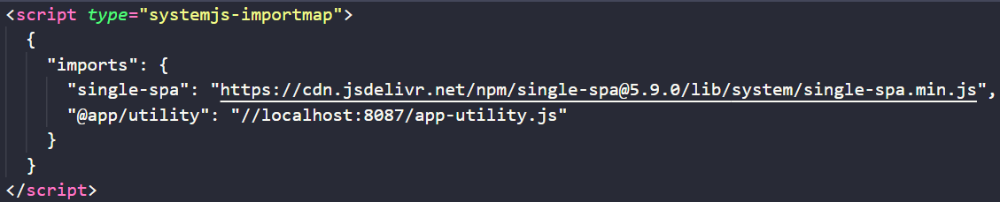 <script type="systemjs-importmap">
  {
    "imports": {
      "single-spa": "https://cdn.jsdelivr.net/npm/single-spa@5.9.0/lib/system/single-spa.min.js",
      "@app/utility": "//localhost:8087/app-utility.js"
    }
  }
</script>